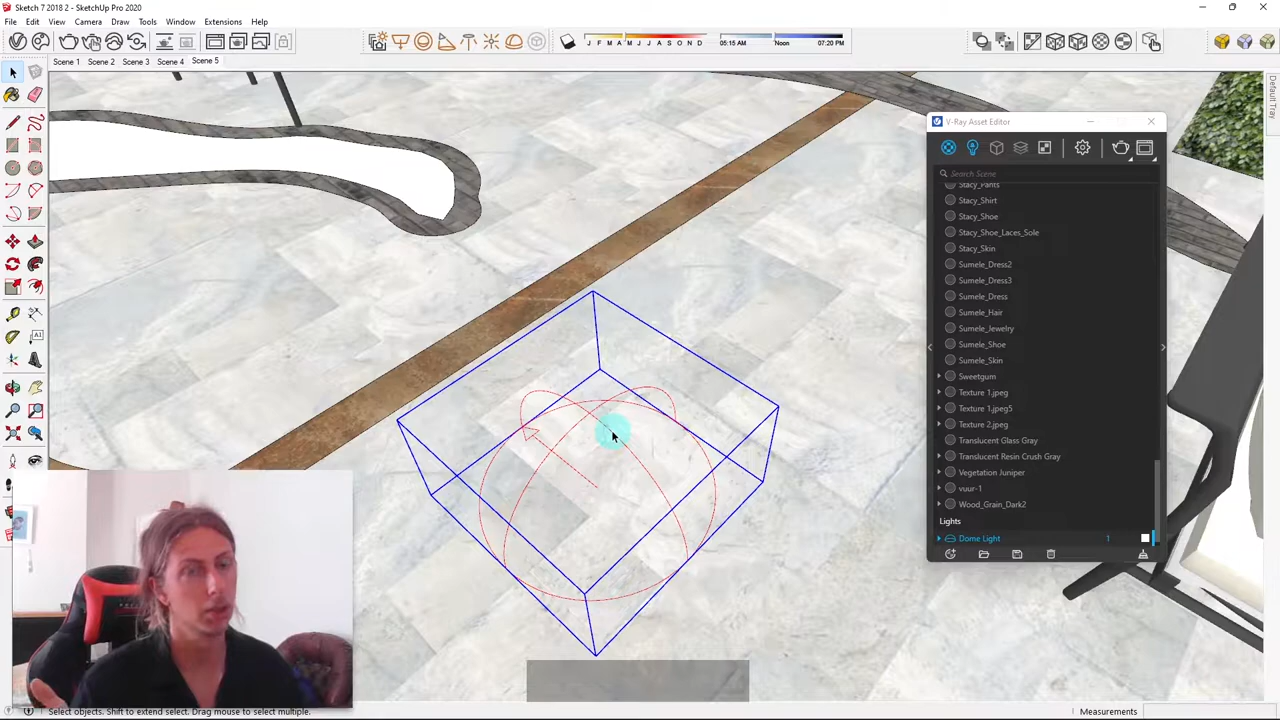 Sketch 7 2018 2 - SketchUp Pro 2020
File Edit View Camera Draw Tools Window Extensions Help
J F M A M J J A S O N D
05:15 AM Noon 07:20 PM
Scene 1 Scene 2 Scene 3 Scene 4 Scene 5
Default Tray
V-Ray Asset Editor
Search Scene
Stacy_Pants
Stacy_Shirt
Stacy_Shoe
Stacy_Shoe_Laces_Sole
Stacy_Skin
Sumele_Dress2
Sumele_Dress3
Sumele_Dress
Sumele_Hair
Sumele_Jewelry
Sumele_Shoe
Sumele_Skin
Sweetgum
Texture 1.jpeg
Texture 1.jpeg5
Texture 2.jpeg
Translucent Glass Gray
Translucent Resin Crush Gray
Vegetation Juniper
vuur-1
Wood_Grain_Dark2
Lights
Dome Light 1
Select objects. Shift to extend select. Drag mouse to select multiple.
Measurements